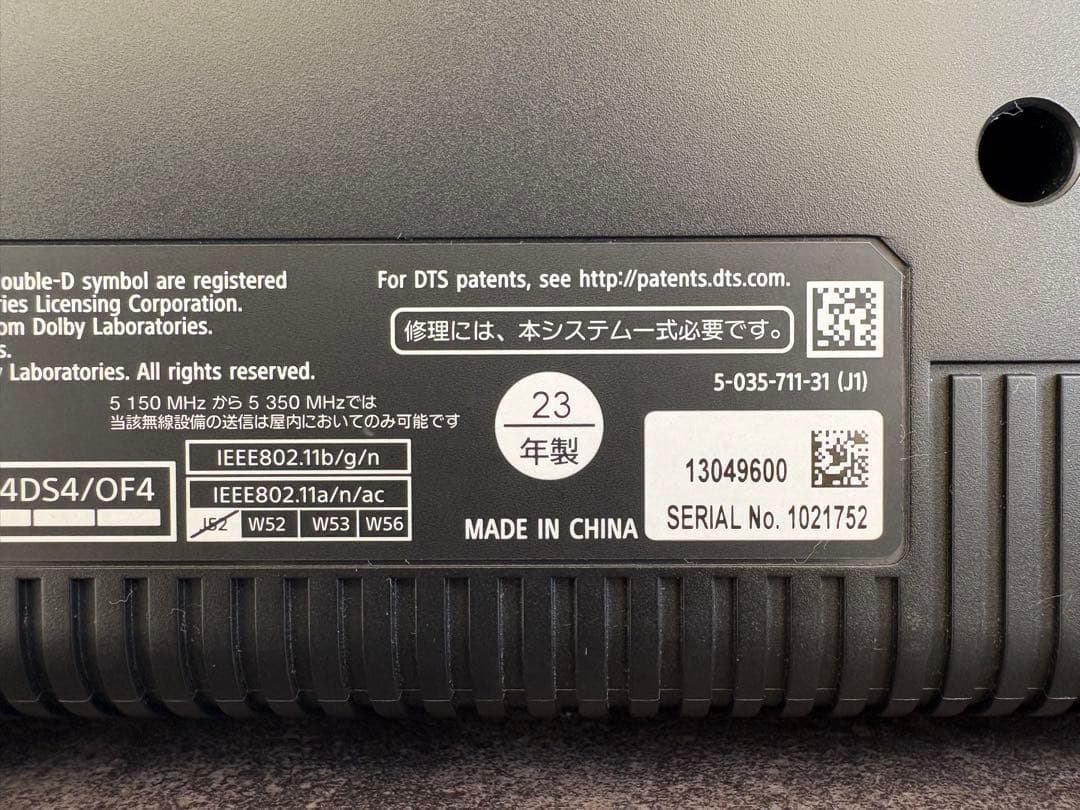 ouble-D symbol are registered
ries Licensing Corporation.
om Dolby Laboratories.
s.
Laboratories. All rights reserved.
5 150 MHz から 5 350 MHzでは
当該無線設備の送信は屋内においてのみ可能です
4DS4/OF4
IEEE802.11b/g/n
IEEE802.11a/n/ac
J52 W52 W53 W56
For DTS patents, see http://patents.dts.com.
修理には、本システム一式必要です。
5-035-711-31 (J1)
23
年製
MADE IN CHINA
13049600
SERIAL No. 1021752